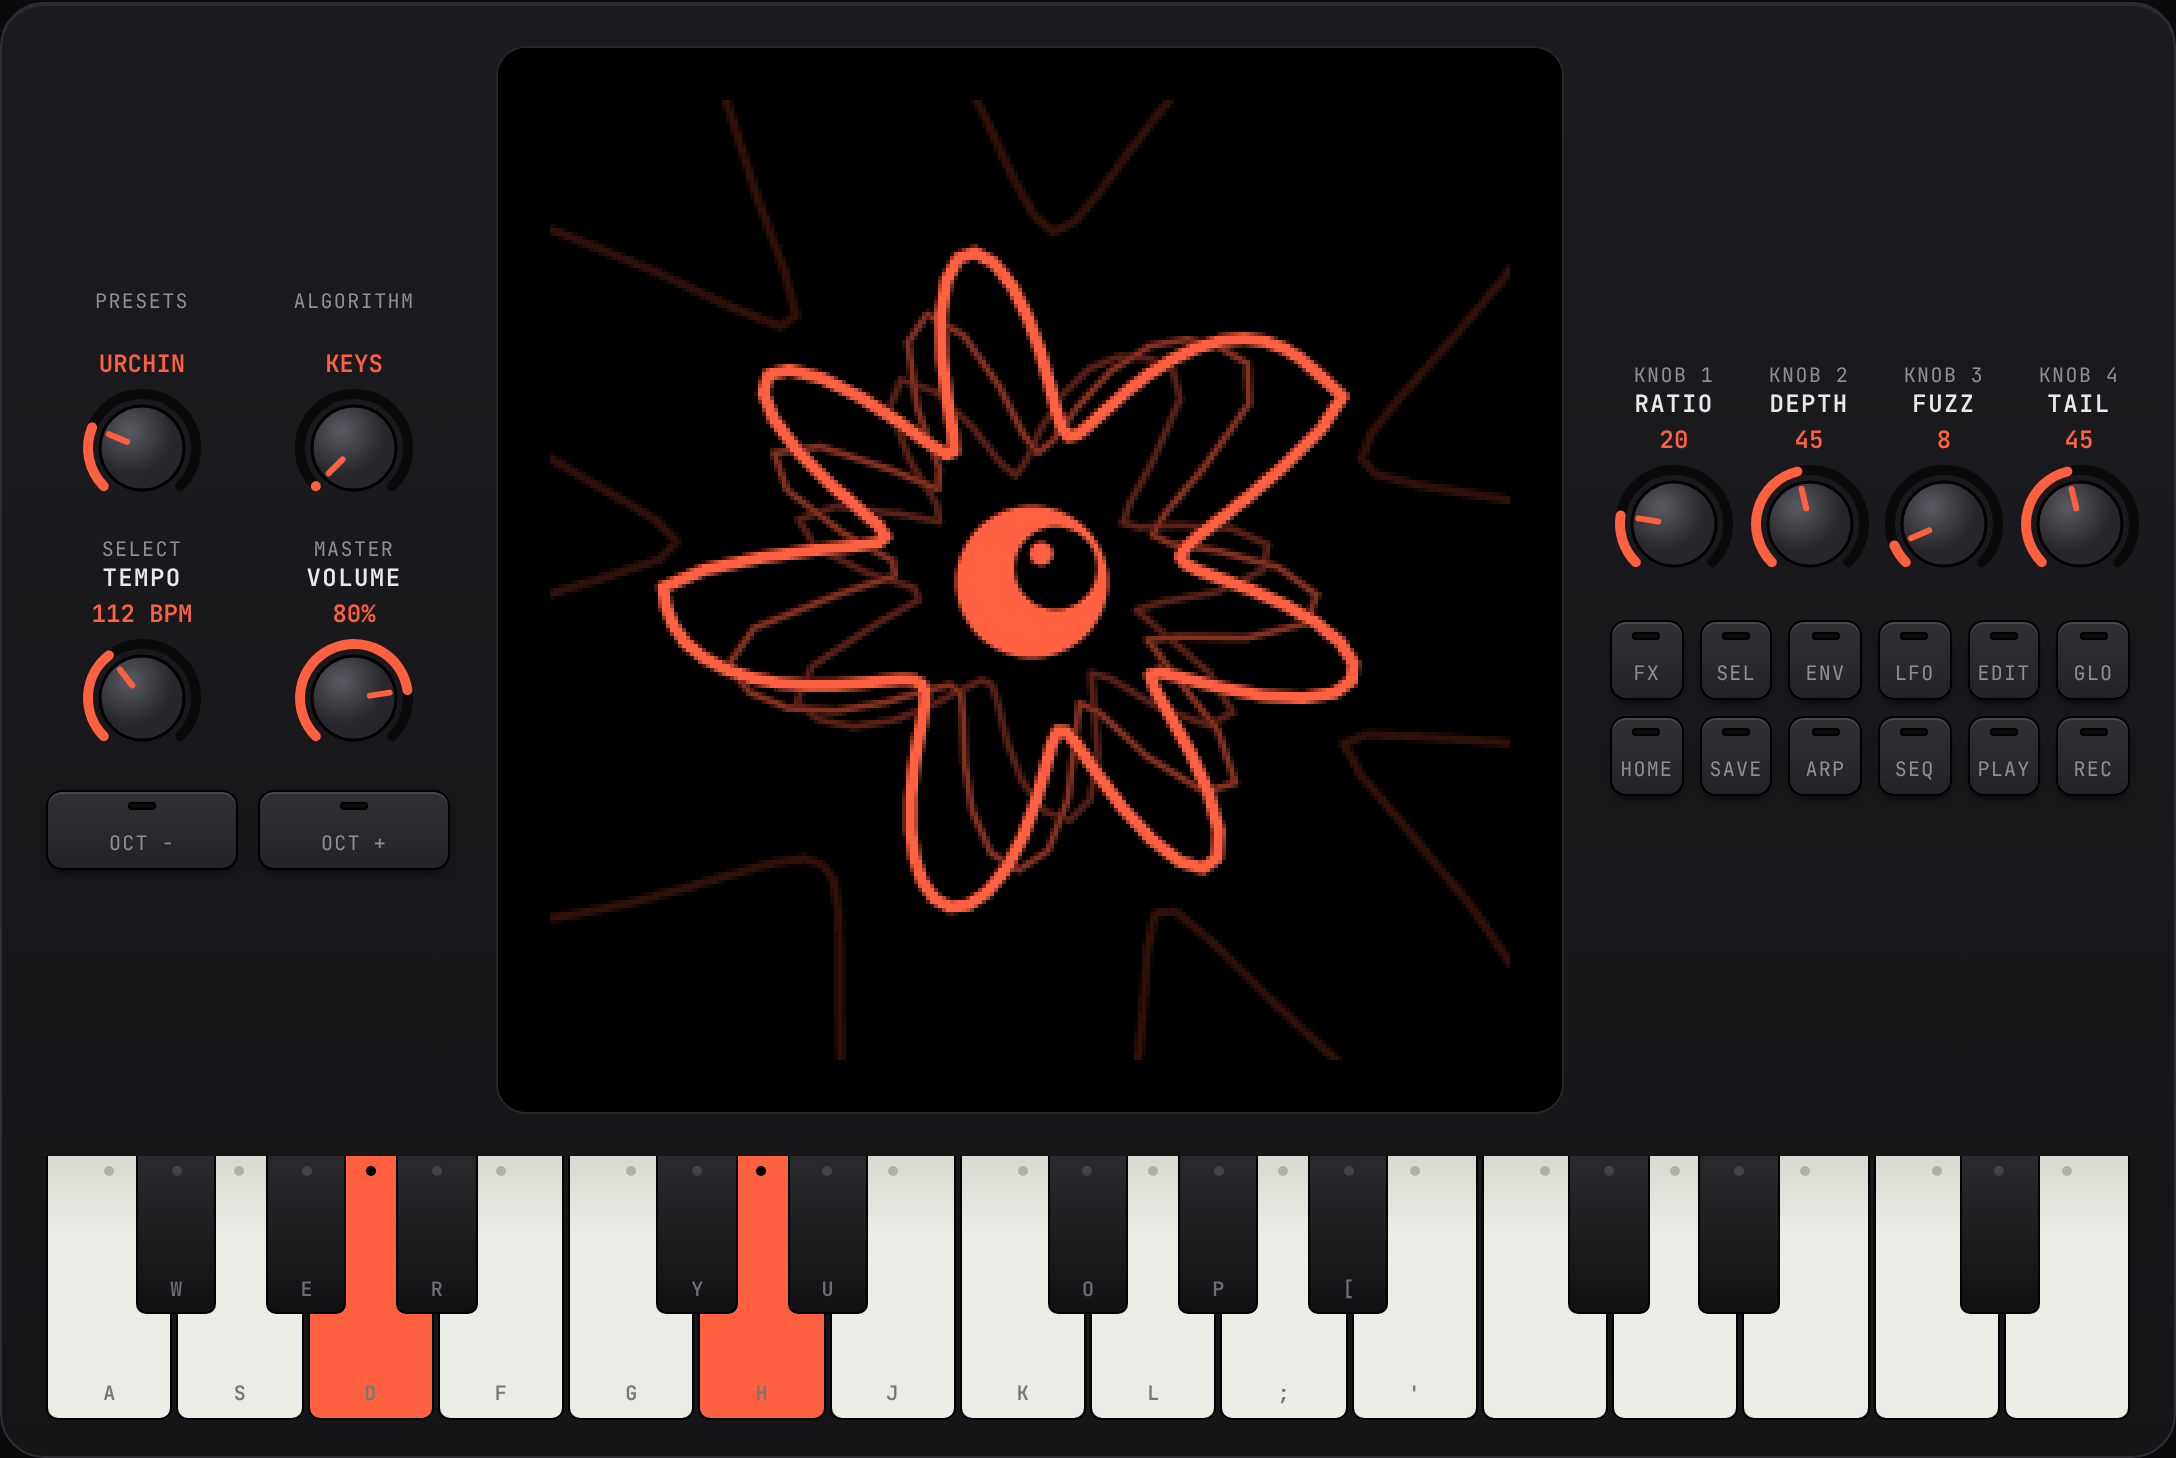 PRESETS ALGORITHM
URCHIN KEYS
SELECT MASTER
TEMPO VOLUME
112 BPM 80%
OCT - OCT +
KNOB 1 KNOB 2 KNOB 3 KNOB 4
RATIO DEPTH FUZZ TAIL
20 45 8 45
FX SEL ENV LFO EDIT GLO
HOME SAVE ARP SEQ PLAY REC
W E R Y U O P [
A S D F G H J K L ; '